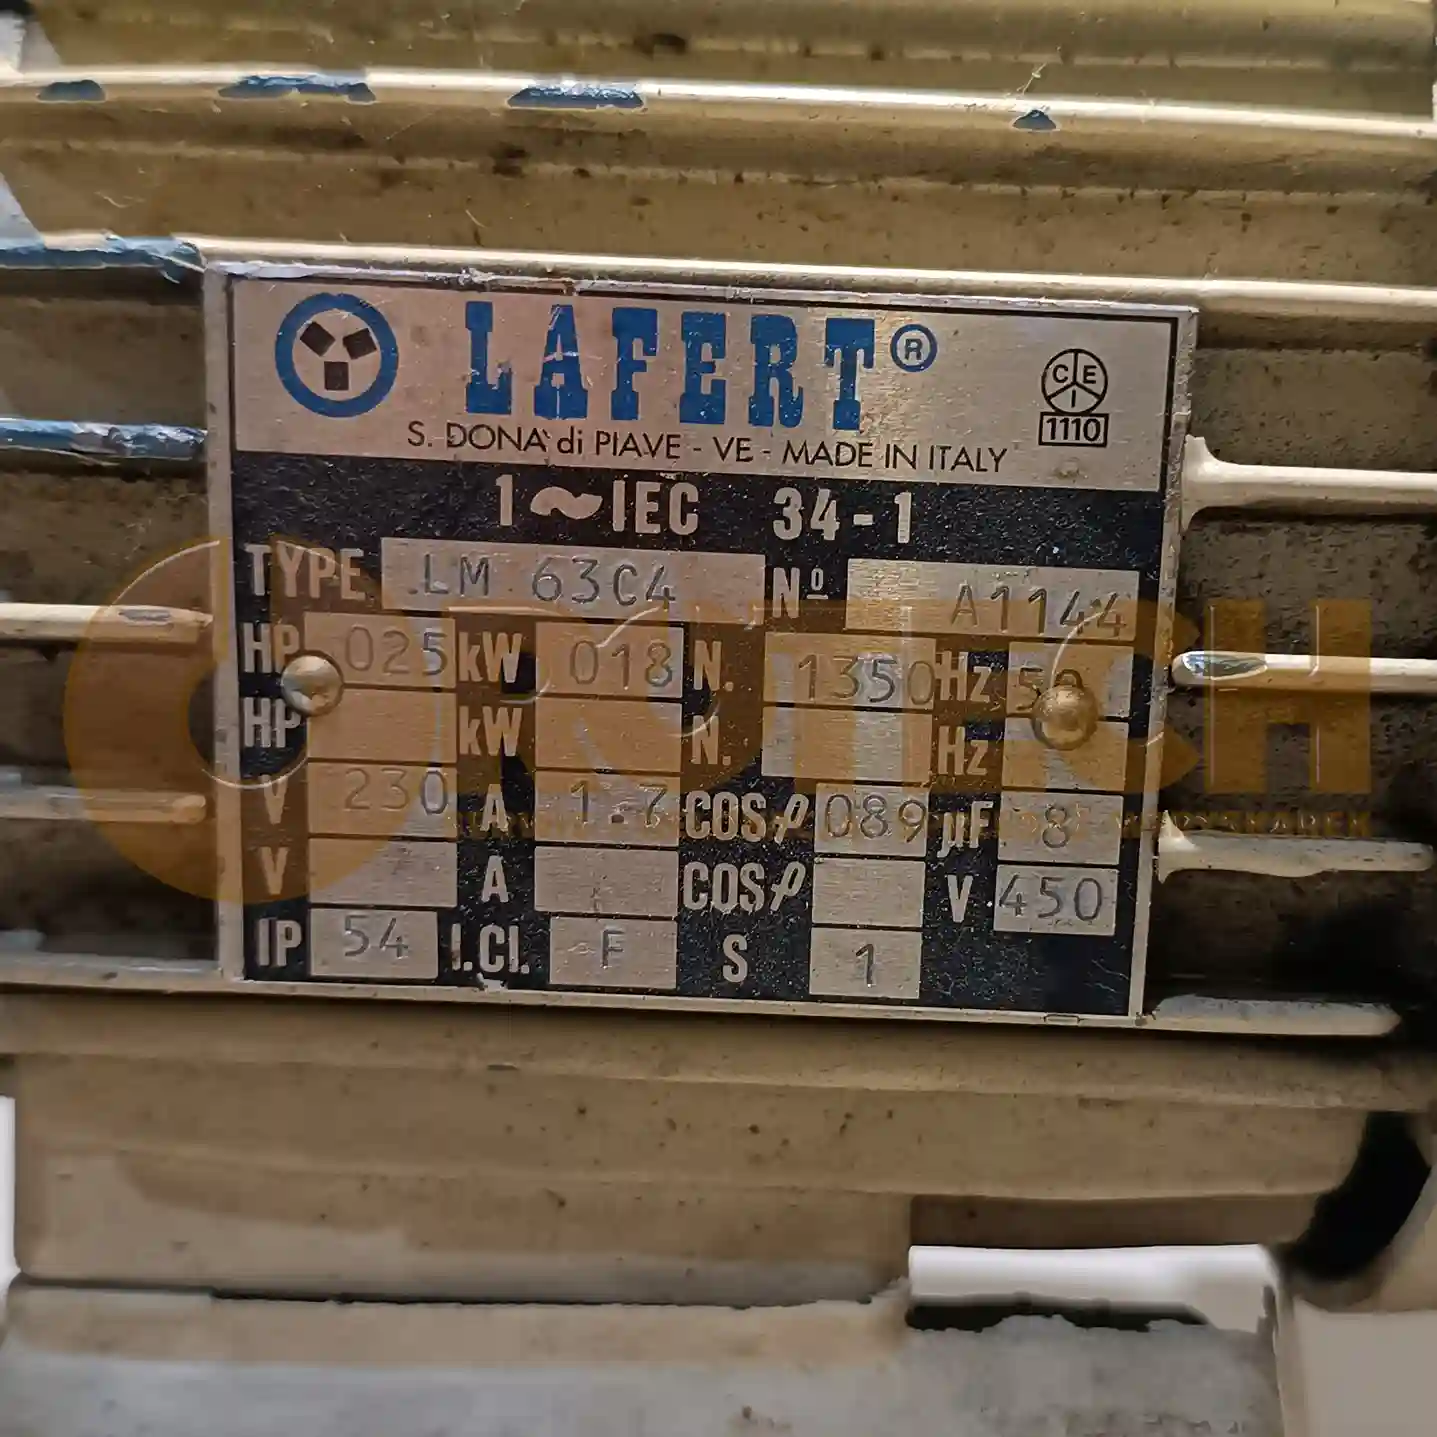 LAFERT®
CEI
1110
S. DONA' di PIAVE - VE - MADE IN ITALY
1~IEC 34-1
TYPE LM 63C4 Nº A1144
HP 025 kW 018 N. 1350 Hz 50
HP kW N. Hz
V 230 A 1.7 COSφ 089 µF 8
V A COSφ V 450
IP 54 I.Cl. F S 1